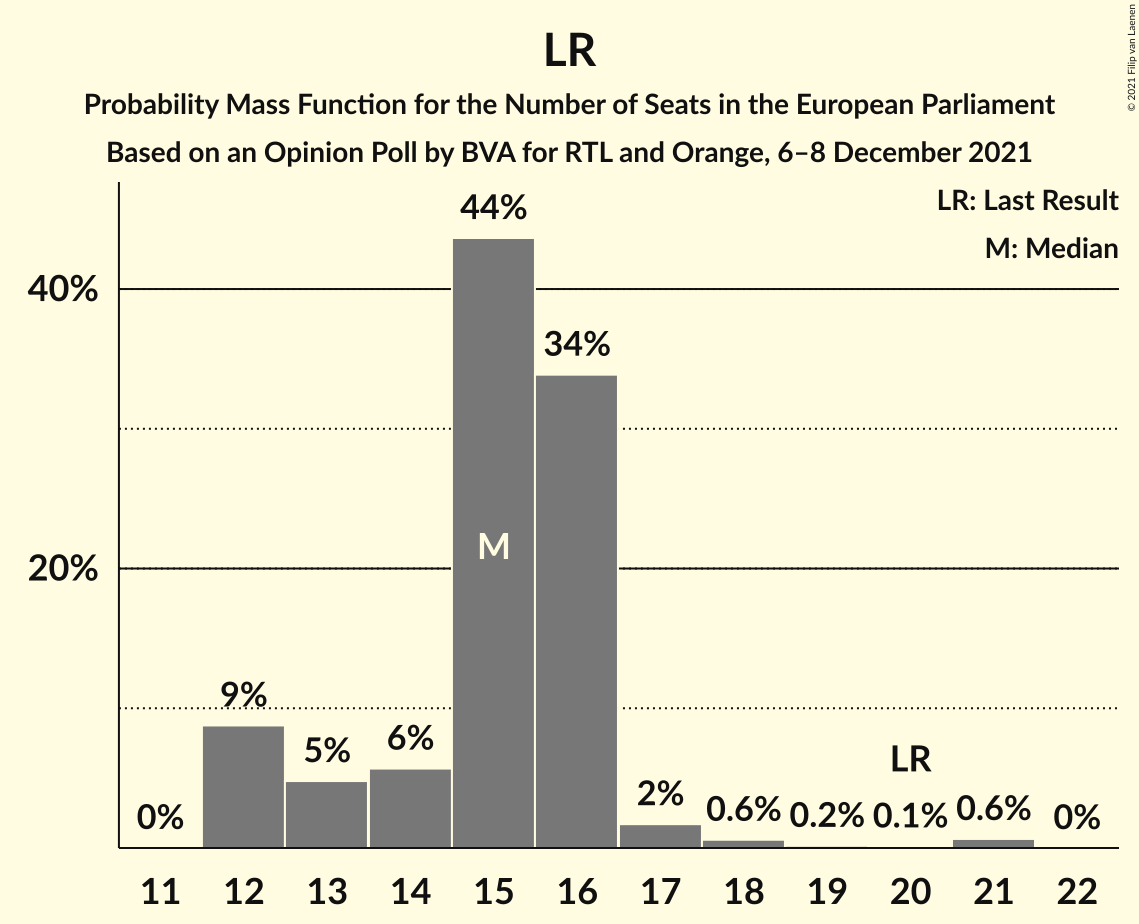 LR
Probability Mass Function for the Number of Seats in the European Parliament
Based on an Opinion Poll by BVA for RTL and Orange, 6–8 December 2021
© 2021 Filip van Laenen
LR: Last Result
M: Median
44%
40%
34%
M
20%
9%
6%
5%
LR
2%
0% 0.6% 0.2% 0.1% 0.6% 0%
11 12 13 14 15 16 17 18 19 20 21 22